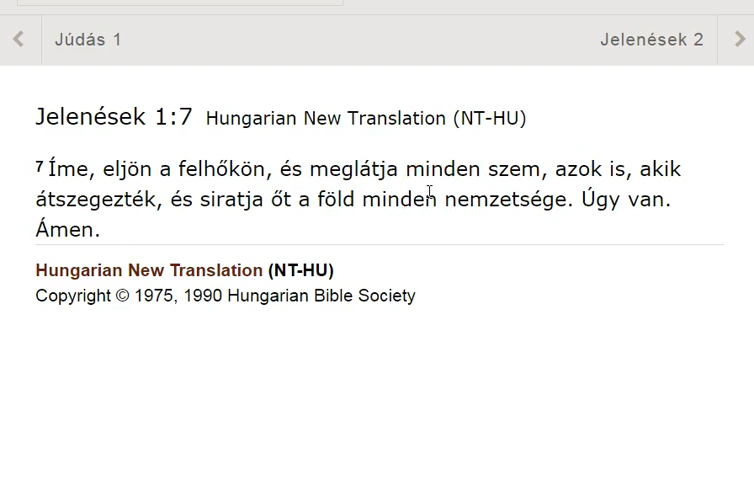 Júdás 1
Jelenések 2
Jelenések 1:7 Hungarian New Translation (NT-HU)
7 Íme, eljön a felhőkön, és meglátja minden szem, azok is, akik
átszegezték, és siratja őt a föld minden nemzetsége. Úgy van.
Ámen.
Hungarian New Translation (NT-HU)
Copyright © 1975, 1990 Hungarian Bible Society